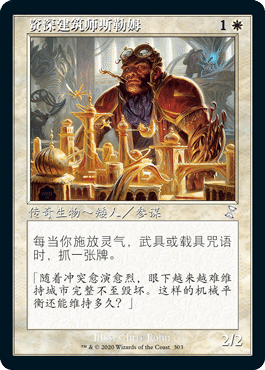 资深建筑师斯勒姆 1
传奇生物～矮人／参谋
每当你施放灵气，武具或载具咒语
时，抓一张牌。
「随着冲突愈演愈烈，眼下越来越难维
持城市完整不至毁坏。这样的机械平
衡还能维持多久？」
2/2
™ & © 2020 Wizards of the Coast 303